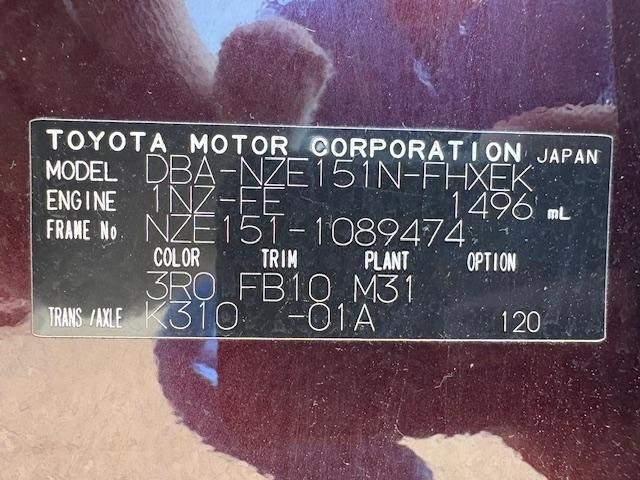 TOYOTA MOTOR CORPORATION JAPAN
MODEL DBA-NZE151N-FHXEK
ENGINE 1NZ-FE 1496 mL
FRAME No NZE151-1089474
COLOR TRIM PLANT OPTION
3R0 FB10 M31
TRANS/AXLE K310 -01A 120